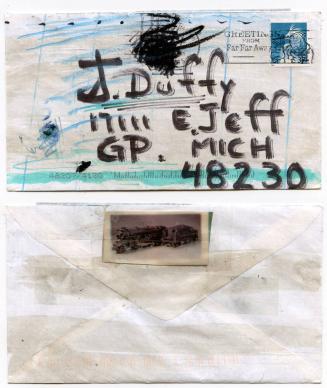 GREETINGS
FROM
Far Far Away
J. Duffy
17111 E. Jeff
GP. MICH
48230